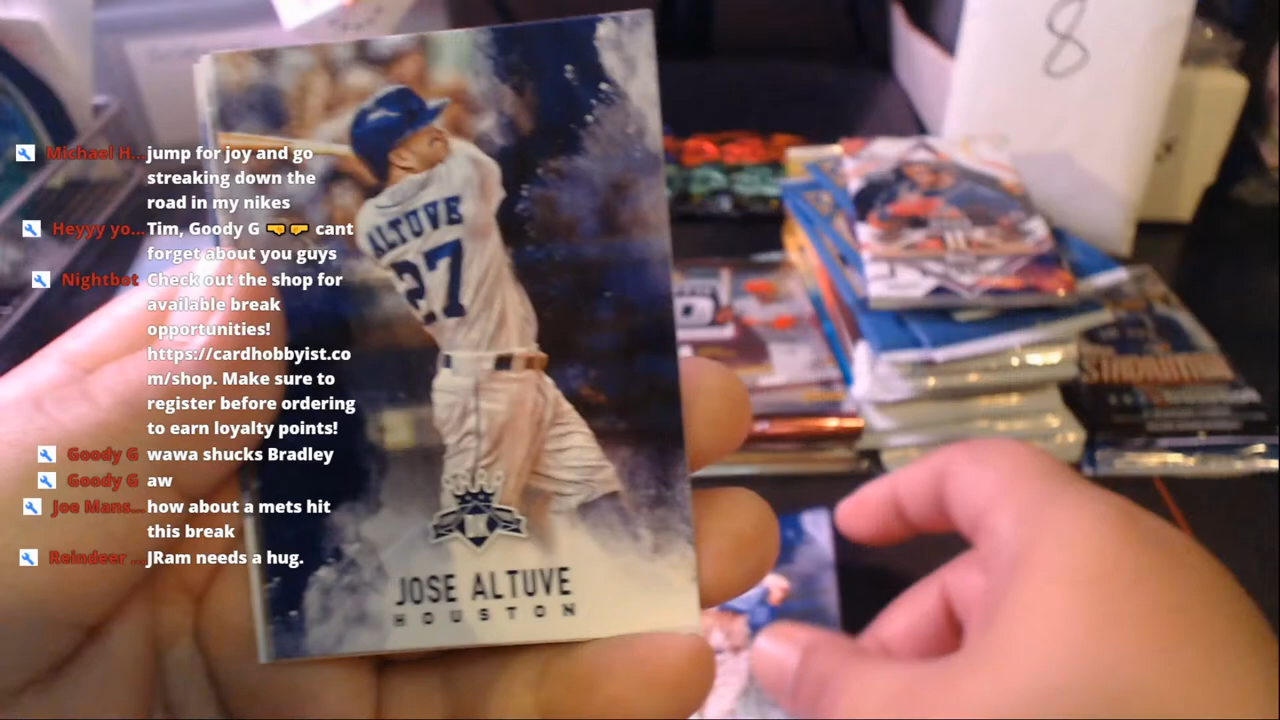 8
Michael H... jump for joy and go
streaking down the
road in my nikes
Heyyy yo... Tim, Goody G 🤜🤛 cant
forget about you guys
Nightbot Check out the shop for
available break
opportunities!
https://cardhobbyist.co
m/shop. Make sure to
register before ordering
to earn loyalty points!
Goody G wawa shucks Bradley
Goody G aw
Joe Mans... how about a mets hit
this break
Reindeer ... JRam needs a hug.
ALTUVE
27
JOSE ALTUVE
HOUSTON
STADIUM